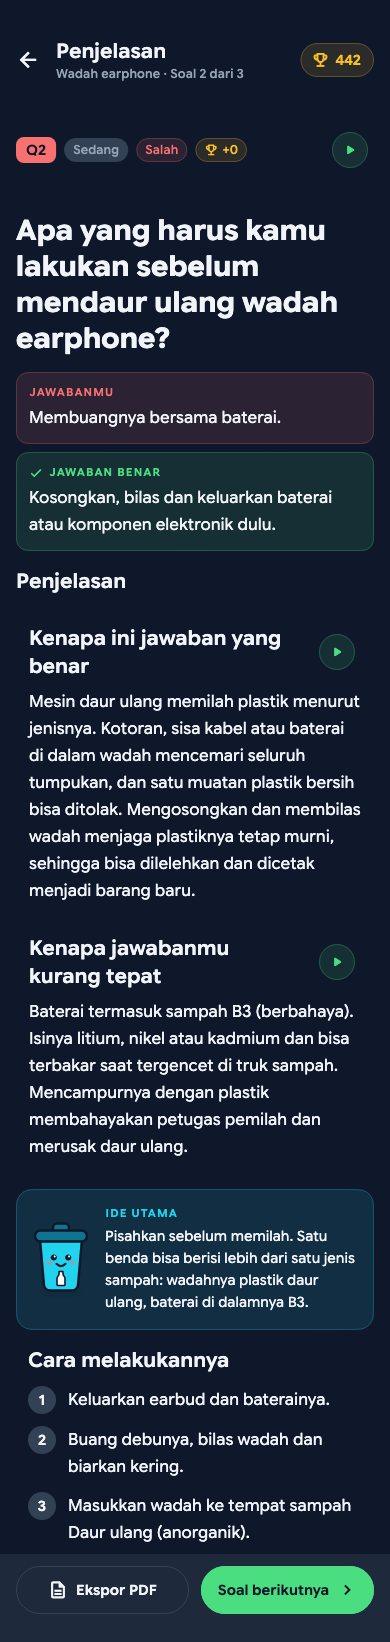 Penjelasan
Wadah earphone · Soal 2 dari 3
442
Q2
Sedang
Salah
+0
Apa yang harus kamu
lakukan sebelum
mendaur ulang wadah
earphone?
JAWABANMU
Membuangnya bersama baterai.
JAWABAN BENAR
Kosongkan, bilas dan keluarkan baterai
atau komponen elektronik dulu.
Penjelasan
Kenapa ini jawaban yang
benar
Mesin daur ulang memilah plastik menurut
jenisnya. Kotoran, sisa kabel atau baterai
di dalam wadah mencemari seluruh
tumpukan, dan satu muatan plastik bersih
bisa ditolak. Mengosongkan dan membilas
wadah menjaga plastiknya tetap murni,
sehingga bisa dilelehkan dan dicetak
menjadi barang baru.
Kenapa jawabanmu
kurang tepat
Baterai termasuk sampah B3 (berbahaya).
Isinya litium, nikel atau kadmium dan bisa
terbakar saat tergencet di truk sampah.
Mencampurnya dengan plastik
membahayakan petugas pemilah dan
merusak daur ulang.
IDE UTAMA
Pisahkan sebelum memilah. Satu
benda bisa berisi lebih dari satu jenis
sampah: wadahnya plastik daur
ulang, baterai di dalamnya B3.
Cara melakukannya
1 Keluarkan earbud dan baterainya.
2 Buang debunya, bilas wadah dan
biarkan kering.
3 Masukkan wadah ke tempat sampah
Daur ulang (anorganik).
Ekspor PDF
Soal berikutnya